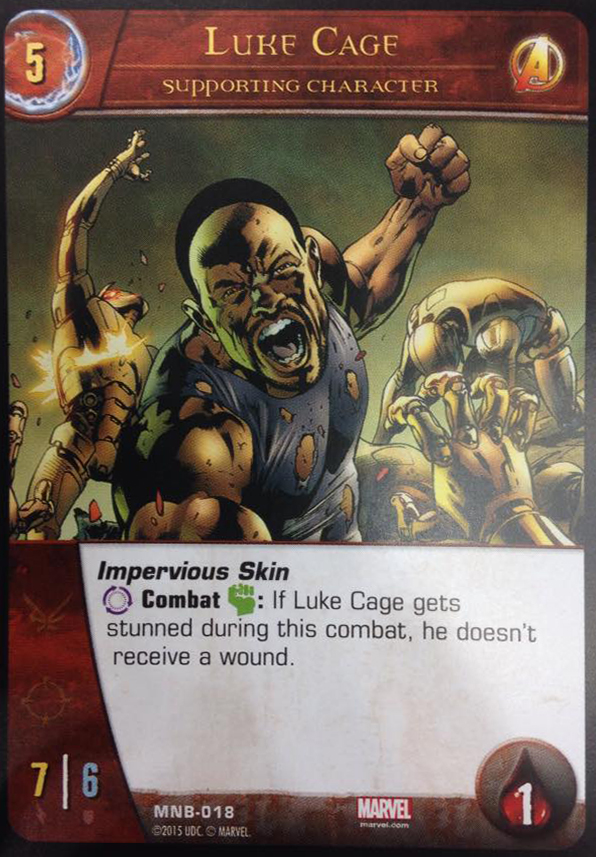 5
LUKE CAGE
SUPPORTING CHARACTER
A
Impervious Skin
Combat : If Luke Cage gets
stunned during this combat, he doesn't
receive a wound.
7|6
1
MNB-018
©2015 UDC. © MARVEL.
MARVEL
marvel.com